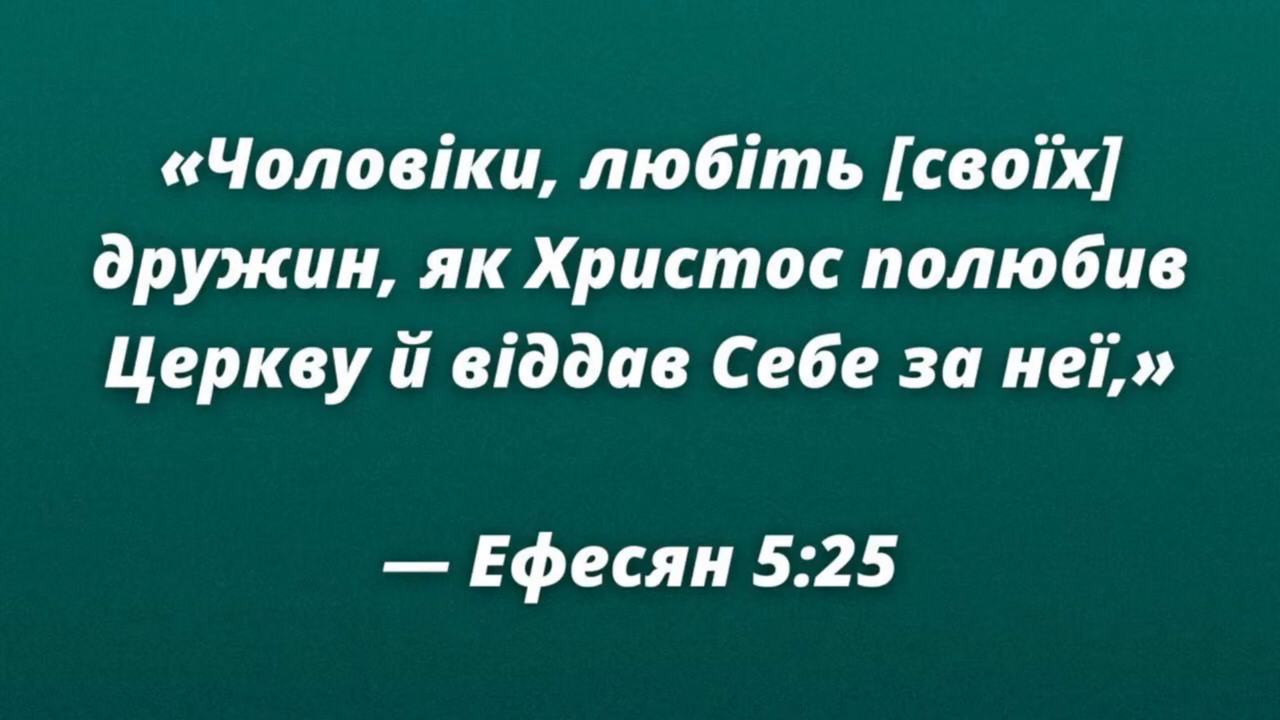 «Чоловіки, любіть [своїх]
дружин, як Христос полюбив
Церкву й віддав Себе за неї,»
— Ефесян 5:25